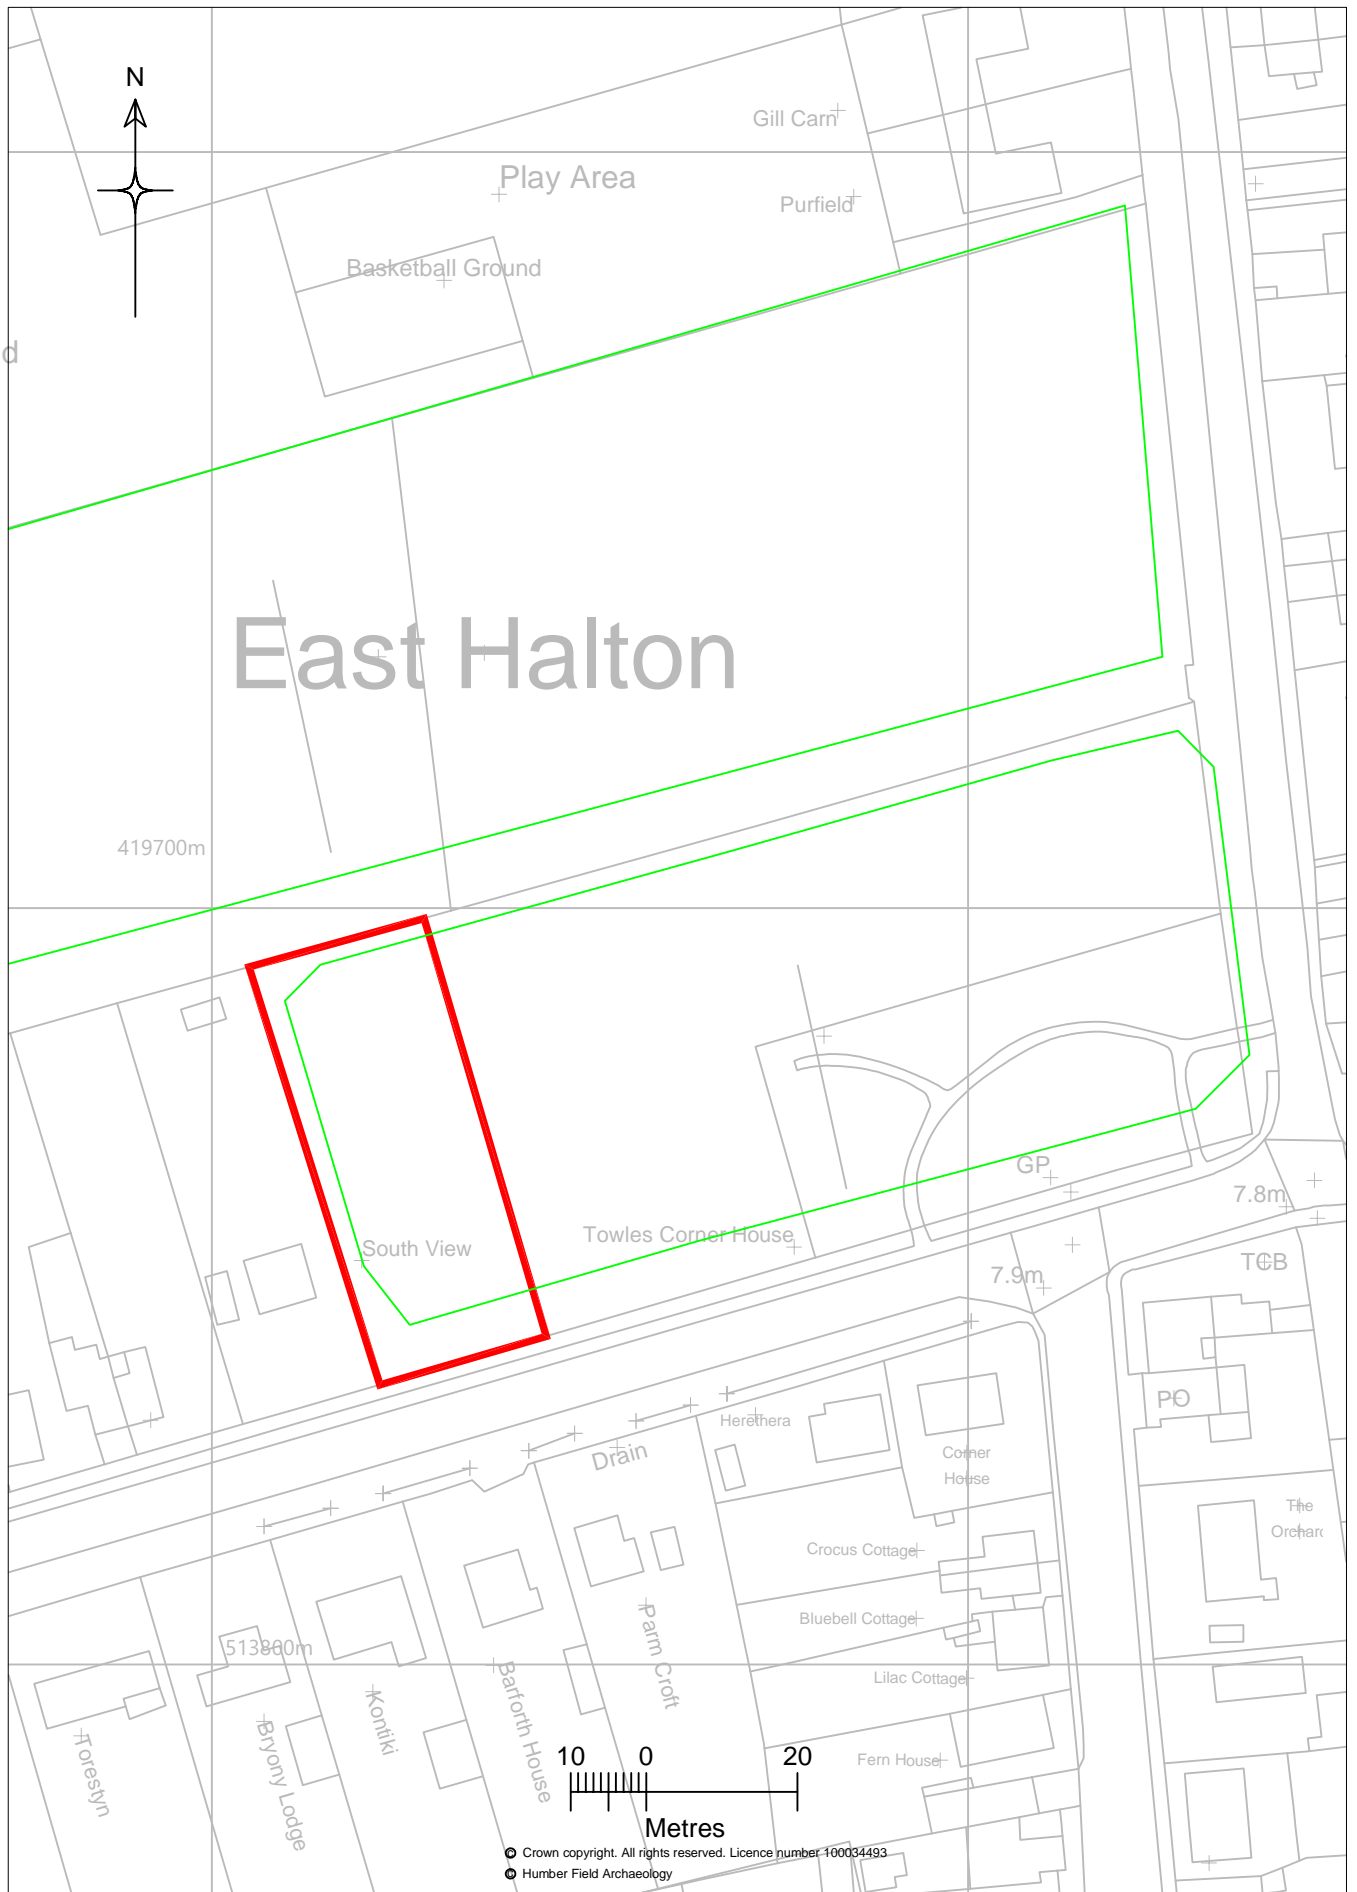 N
Gill Carn
Play Area
Purfield
Basketball Ground
d
East Halton
419700m
South View
Towles Corner House
GP
7.8m
TCB
7.9m
PO
Herethera
Drain
Corner
House
The
Orchard
Crocus Cottage
Bluebell Cottage
Parm Croft
513800m
Lilac Cottage
Barforth House
Kontiki
Bryony Lodge
Torestyn
Fern House
10 0 20
Metres
© Crown copyright. All rights reserved. Licence number 100034493
© Humber Field Archaeology